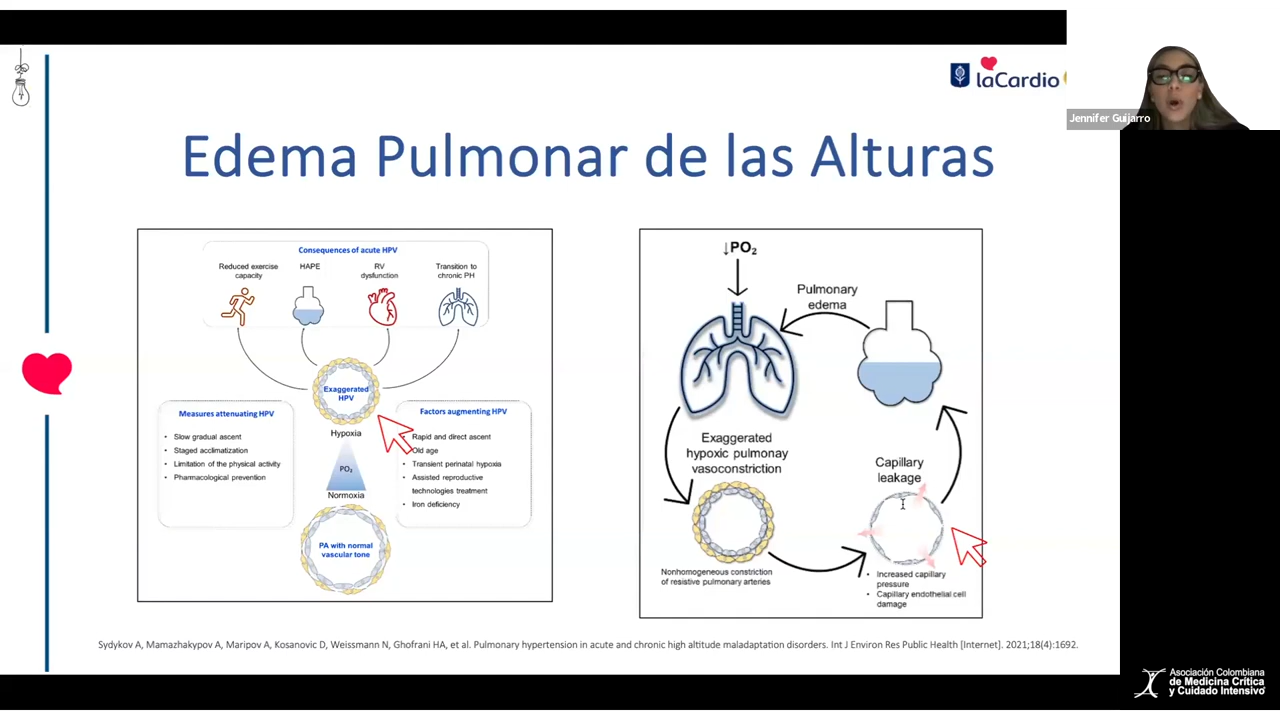 laCardio
Jennifer Guijarro
Edema Pulmonar de las Alturas
Consequences of acute HPV
Reduced exercise
capacity
HAPE
RV
dysfunction
Transition to
chronic PH
Exaggerated
HPV
Measures attenuating HPV
• Slow gradual ascent
• Staged acclimatization
• Limitation of the physical activity
• Pharmacological prevention
Factors augmenting HPV
Rapid and direct ascent
Old age
• Transient perinatal hypoxia
• Assisted reproductive
technologies treatment
• Iron deficiency
Hypoxia
PO₂
Normoxia
PA with normal
vascular tone
↓PO₂
Pulmonary
edema
Exaggerated
hypoxic pulmonay
vasoconstriction
Capillary
leakage
Nonhomogeneous constriction
of resistive pulmonary arteries
• Increased capillary
pressure
• Capillary endothelial cell
damage
Sydykov A, Mamazhakypov A, Maripov A, Kosanovic D, Weissmann N, Ghofrani HA, et al. Pulmonary hypertension in acute and chronic high altitude maladaptation disorders. Int J Environ Res Public Health [Internet]. 2021;18(4):1692.
Asociación Colombiana
de Medicina Crítica
y Cuidado Intensivo